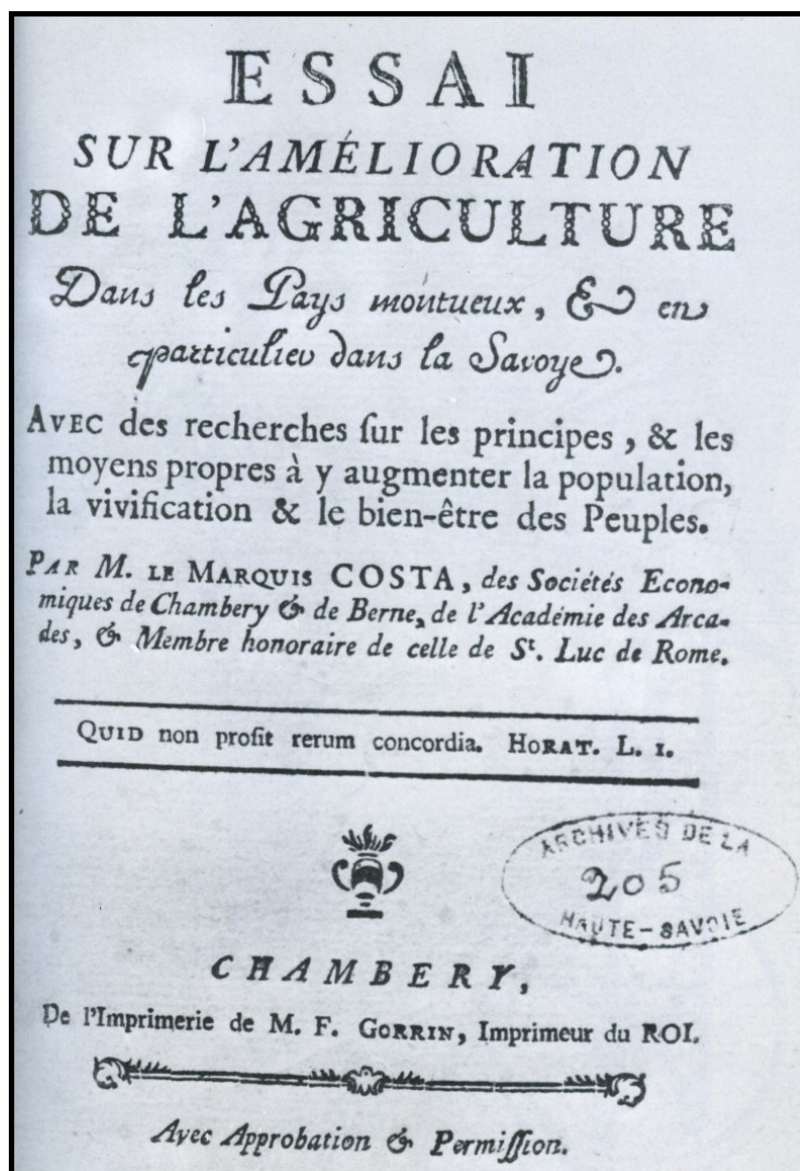 ESSAI
SUR L'AMÉLIORATION
DE L'AGRICULTURE
Dans les Pays montueux, & en
particulier dans la Savoye.
AVEC des recherches ſur les principes, & les
moyens propres à y augmenter la population,
la vivification & le bien-être des Peuples.
PAR M. LE MARQUIS COSTA, des Sociétés Econo-
miques de Chambery & de Berne, de l'Académie des Arca-
des, & Membre honoraire de celle de St. Luc de Rome.
QUID non profit rerum concordia. HORAT. L. I.
ARCHIVES DE LA
205
HAUTE-SAVOIE
CHAMBERY,
De l'Imprimerie de M. F. GORRIN, Imprimeur du ROI.
Avec Approbation & Permiſſion.